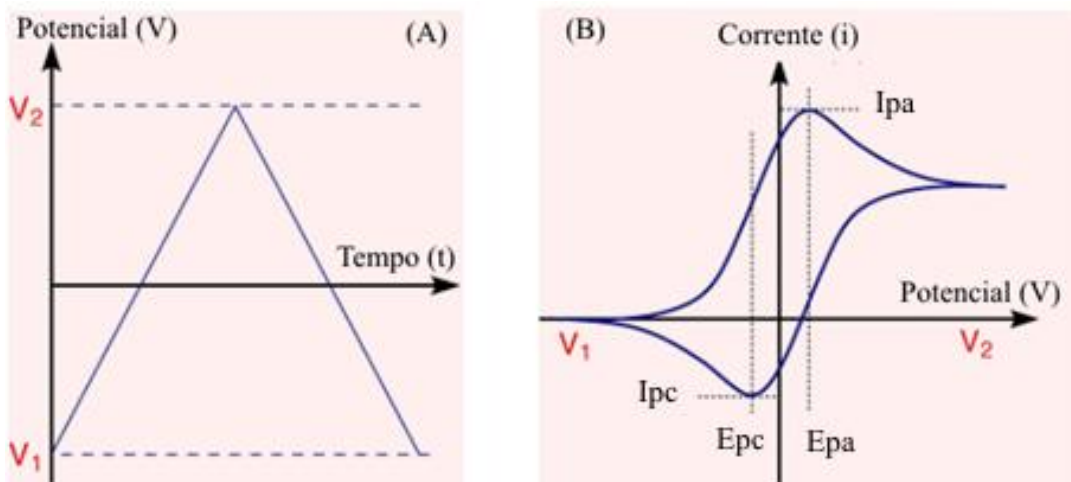 Potencial (V)
(A)
V₂
Tempo (t)
V₁
(B)
Corrente (i)
Ipa
Potencial (V)
V₁
V₂
Ipc
Epc
Epa